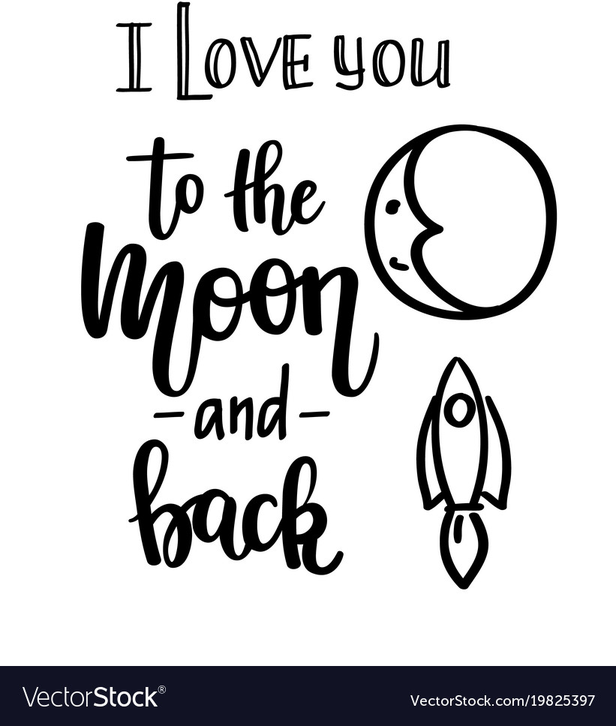 I LOVE you
to the
moon
- and -
back
VectorStock®
VectorStock.com/19825397